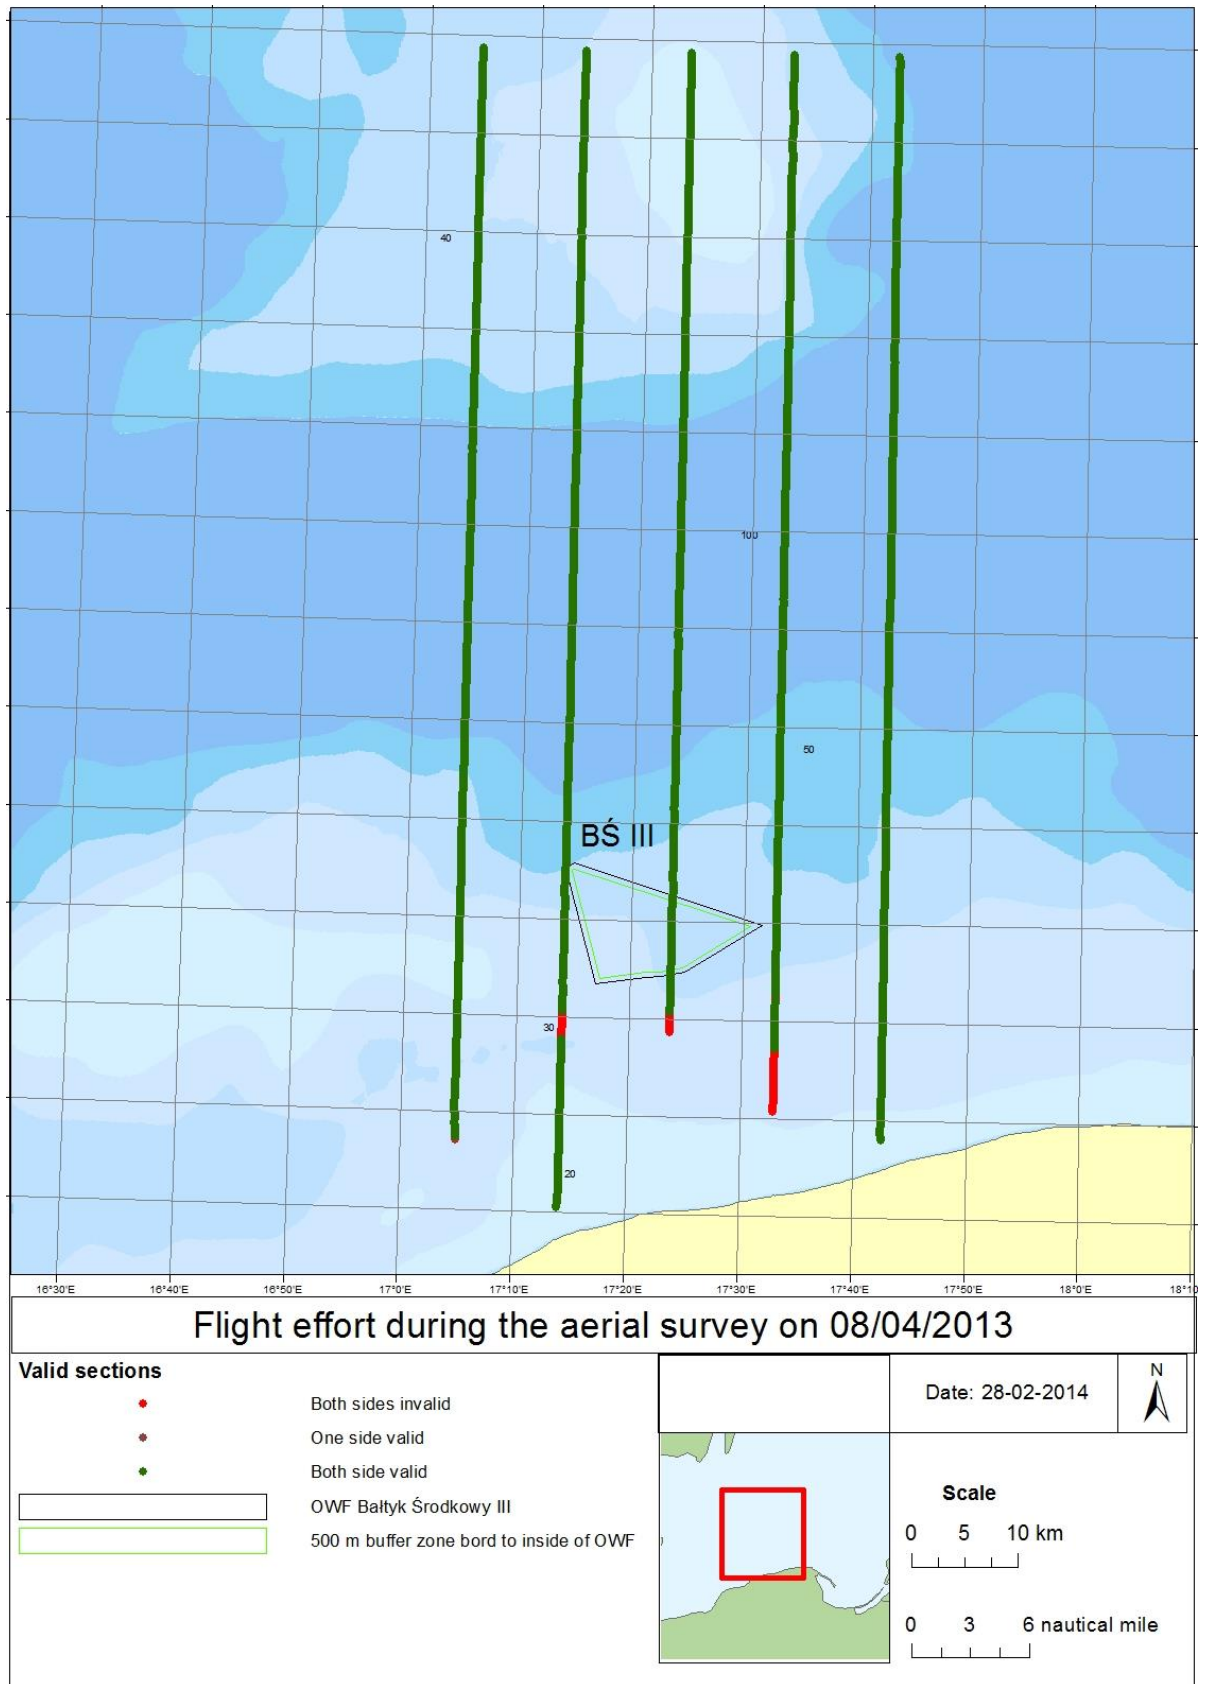 40
100
50
BŚ III
30
20
16°30'E
16°40'E
16°50'E
17°0'E
17°10'E
17°20'E
17°30'E
17°40'E
17°50'E
18°0'E
18°10
Flight effort during the aerial survey on 08/04/2013
Valid sections
Both sides invalid
One side valid
Both side valid
OWF Bałtyk Środkowy III
500 m buffer zone bord to inside of OWF
Date: 28-02-2014
N
Scale
0 5 10 km
0 3 6 nautical mile